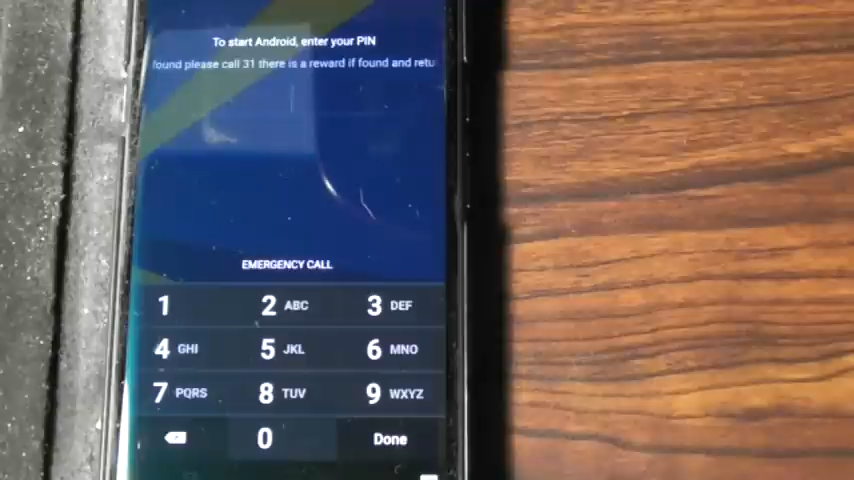 To start Android, enter your PIN
found please call 31 there is a reward if found and retu
EMERGENCY CALL
1 2 ABC 3 DEF
4 GHI 5 JKL 6 MNO
7 PQRS 8 TUV 9 WXYZ
0 Done